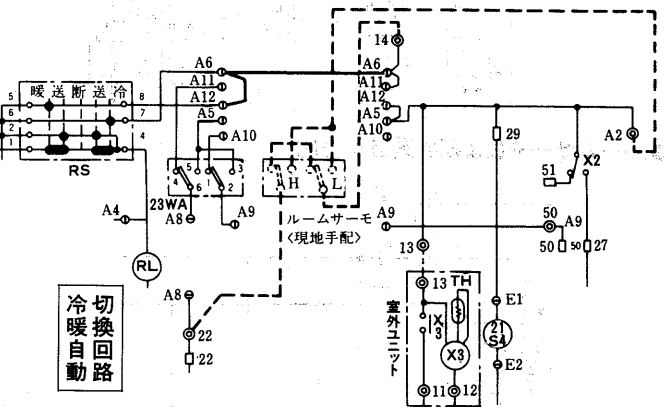 14
A6
A6
A11
A11
暖 送 断 送 冷
5
8
A12
A12
6
7
A5
A5
29
2
A10
A10
A2
1
4
RS
51
X2
5
3
4
6
1
2
H
L
23WA
A8
A9
ルームサーモ
〈現地手配〉
A9
50
A9
A4
13
50
50
27
RL
A8
13
TH
E1
切換回路
冷暖自動
22
室外ユニット
X3
X3
21
S4
22
E2
11
12